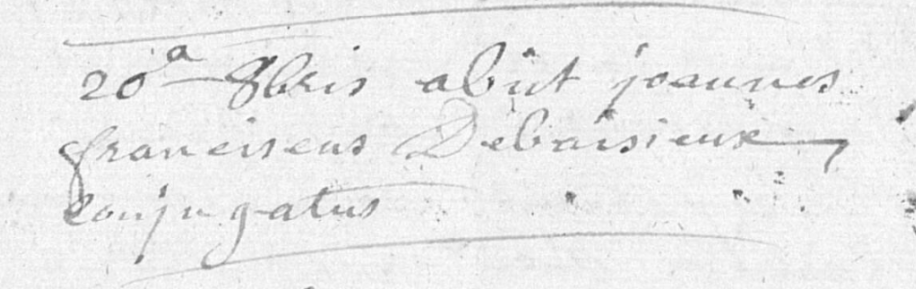 20ª 8bris abiit joannes
franciscus Debaisieux
conjugatus